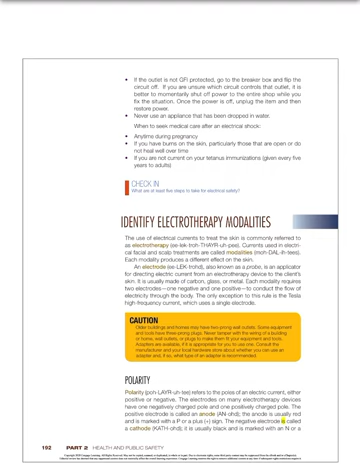 • If the outlet is not GFI protected, go to the breaker box and flip the
circuit off. If you are unsure which circuit controls that outlet, it is
better to momentarily shut off power to the entire shop while you
fix the situation. Once the power is off, unplug the item and then
restore power.
• Never use an appliance that has been dropped in water.
When to seek medical care after an electrical shock:
• Anytime during pregnancy
• If you have burns on the skin, particularly those that are open or do
not heal well over time
• If you are not current on your tetanus immunizations (given every five
years to adults)
CHECK IN
What are at least five steps to take for electrical safety?
IDENTIFY ELECTROTHERAPY MODALITIES
The use of electrical currents to treat the skin is commonly referred to
as electrotherapy (ee-lek-troh-THAYR-uh-pee). Currents used in electri-
cal facial and scalp treatments are called modalities (moh-DAL-ih-tees).
Each modality produces a different effect on the skin.
An electrode (ee-LEK-trohd), also known as a probe, is an applicator
for directing electric current from an electrotherapy device to the client's
skin. It is usually made of carbon, glass, or metal. Each modality requires
two electrodes—one negative and one positive—to conduct the flow of
electricity through the body. The only exception to this rule is the Tesla
high-frequency current, which uses a single electrode.
CAUTION
Older buildings and homes may have two-prong wall outlets. Some equipment
and tools have three-prong plugs. Never tamper with the wiring of a building
or home, wall outlets, or plugs to make them fit your equipment and tools.
Adapters are available, if it is appropriate for you to use one. Consult the
manufacturer and your local hardware store about whether you can use an
adapter and, if so, what type of an adapter is recommended.
POLARITY
Polarity (poh-LAYR-uh-tee) refers to the poles of an electric current, either
positive or negative. The electrodes on many electrotherapy devices
have one negatively charged pole and one positively charged pole. The
positive electrode is called an anode (AN-ohd); the anode is usually red
and is marked with a P or a plus (+) sign. The negative electrode is called
a cathode (KATH-ohd); it is usually black and is marked with an N or a
192 PART 2 HEALTH AND PUBLIC SAFETY